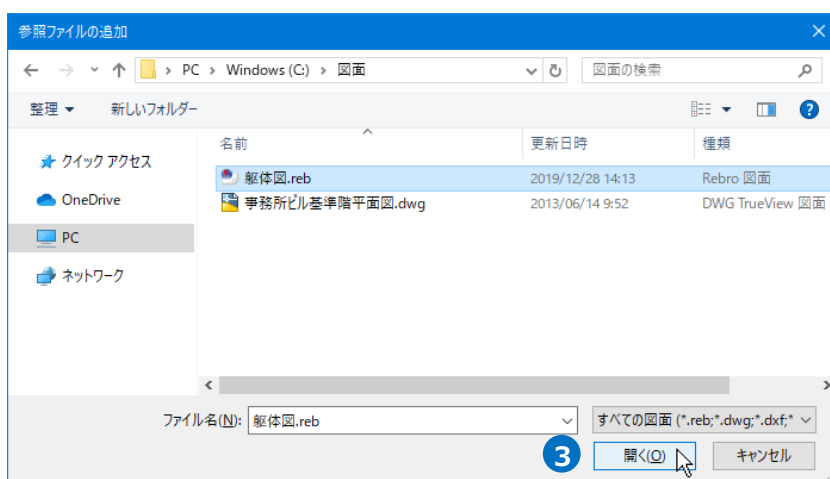 参照ファイルの追加
PC › Windows (C:) › 図面
図面の検索
整理 新しいフォルダー
名前 更新日時 種類
クイック アクセス
躯体図.reb 2019/12/28 14:13 Rebro 図面
OneDrive
事務所ビル基準階平面図.dwg 2013/06/14 9:52 DWG TrueView 図面
PC
ネットワーク
ファイル名(N): 躯体図.reb すべての図面 (*.reb;*.dwg;*.dxf;*
3 開く(O) キャンセル